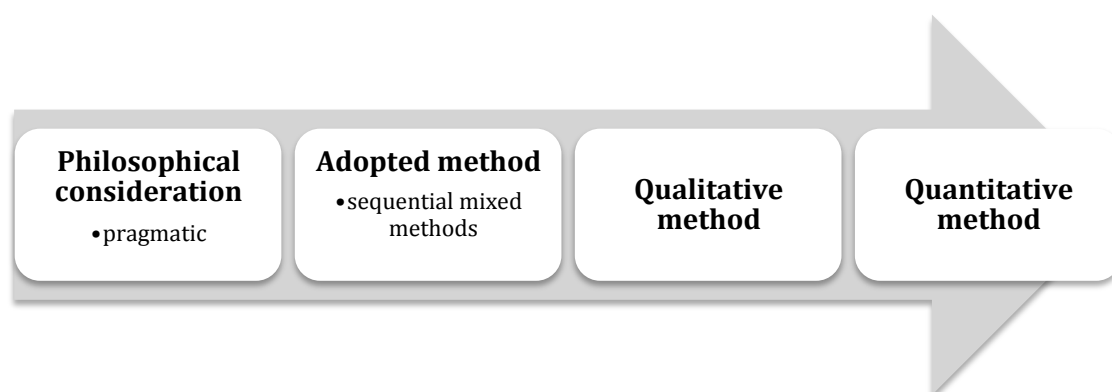 Philosophical
consideration
•pragmatic
Adopted method
•sequential mixed
methods
Qualitative
method
Quantitative
method